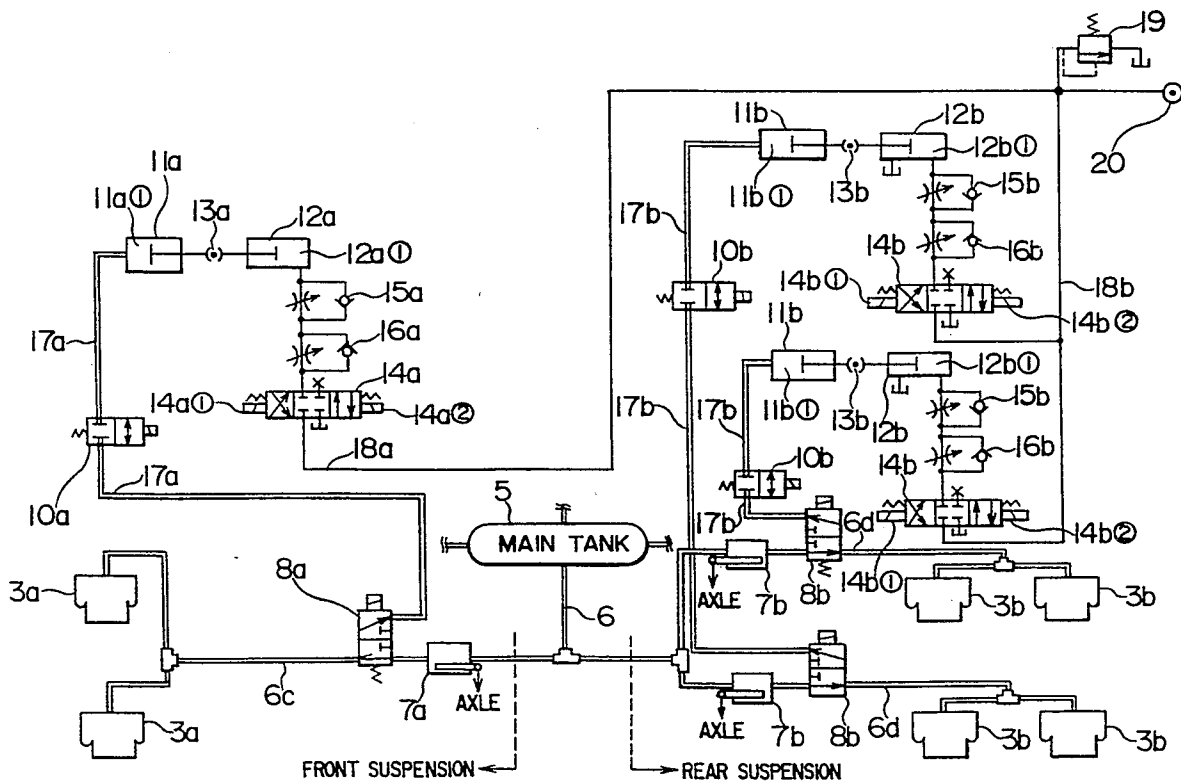 19
20
11b
12b
11b①
13b
12b①
15b
16b
17b
10b
14b
14b①
14b②
18b
11a
11a①
13a
12a
12a①
15a
16a
17a
14a
14a①
14a②
18a
10a
17a
11b
11b①
13b
12b
12b①
15b
16b
17b
17b
10b
14b
17b
6d
14b①
14b②
5
MAIN TANK
3a
8a
6
AXLE
7b
8b
3b
3b
6c
7a
AXLE
3a
AXLE
7b
8b
6d
3b
3b
FRONT SUSPENSION
REAR SUSPENSION